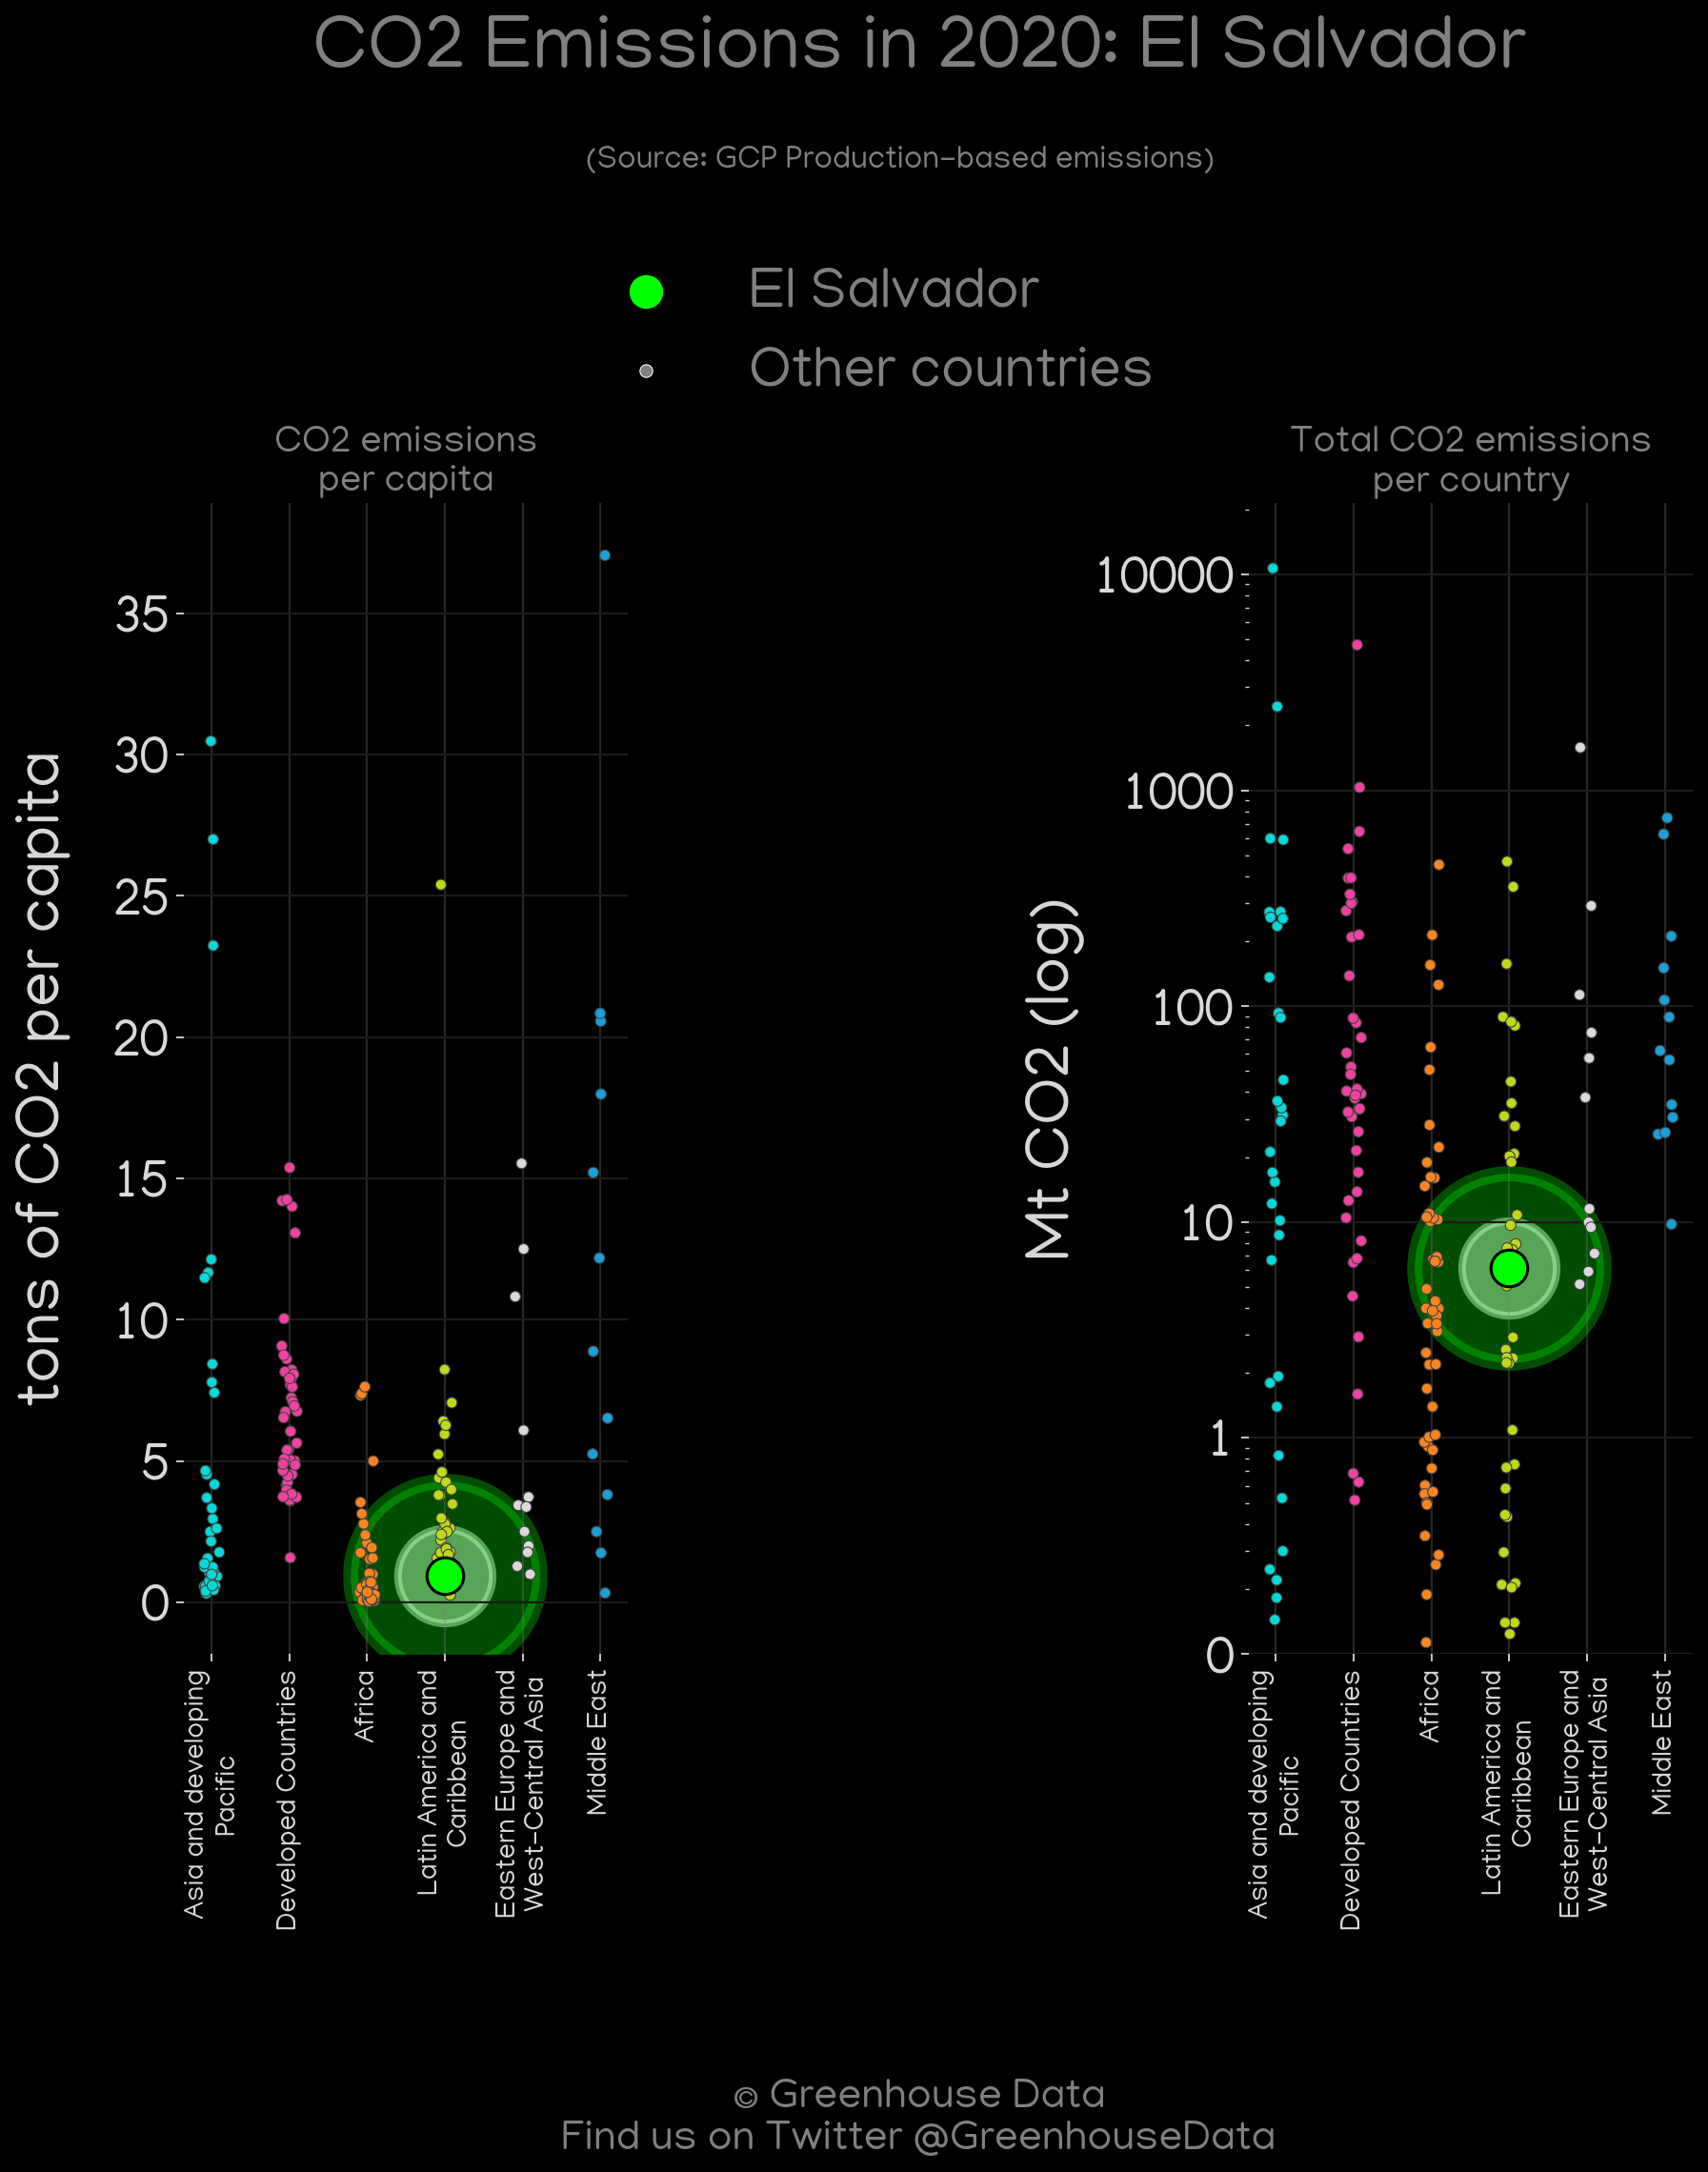 CO2 Emissions in 2020: El Salvador
(Source: GCP Production-based emissions)
El Salvador
Other countries
CO2 emissions
per capita
tons of CO2 per capita
35
30
25
20
15
10
5
0
Asia and developing
Pacific
Developed Countries
Africa
Latin America and
Caribbean
Eastern Europe and
West-Central Asia
Middle East
Total CO2 emissions
per country
Mt CO2 (log)
10000
1000
100
10
1
0
Asia and developing
Pacific
Developed Countries
Africa
Latin America and
Caribbean
Eastern Europe and
West-Central Asia
Middle East
© Greenhouse Data
Find us on Twitter @GreenhouseData